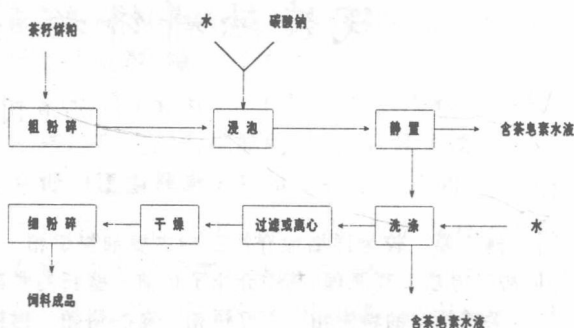 水 碳酸钠
茶籽饼粕
粗粉碎 浸泡 静置 含茶皂素水液
细粉碎 干燥 过滤或离心 洗涤 水
饲料成品
含茶皂素水液